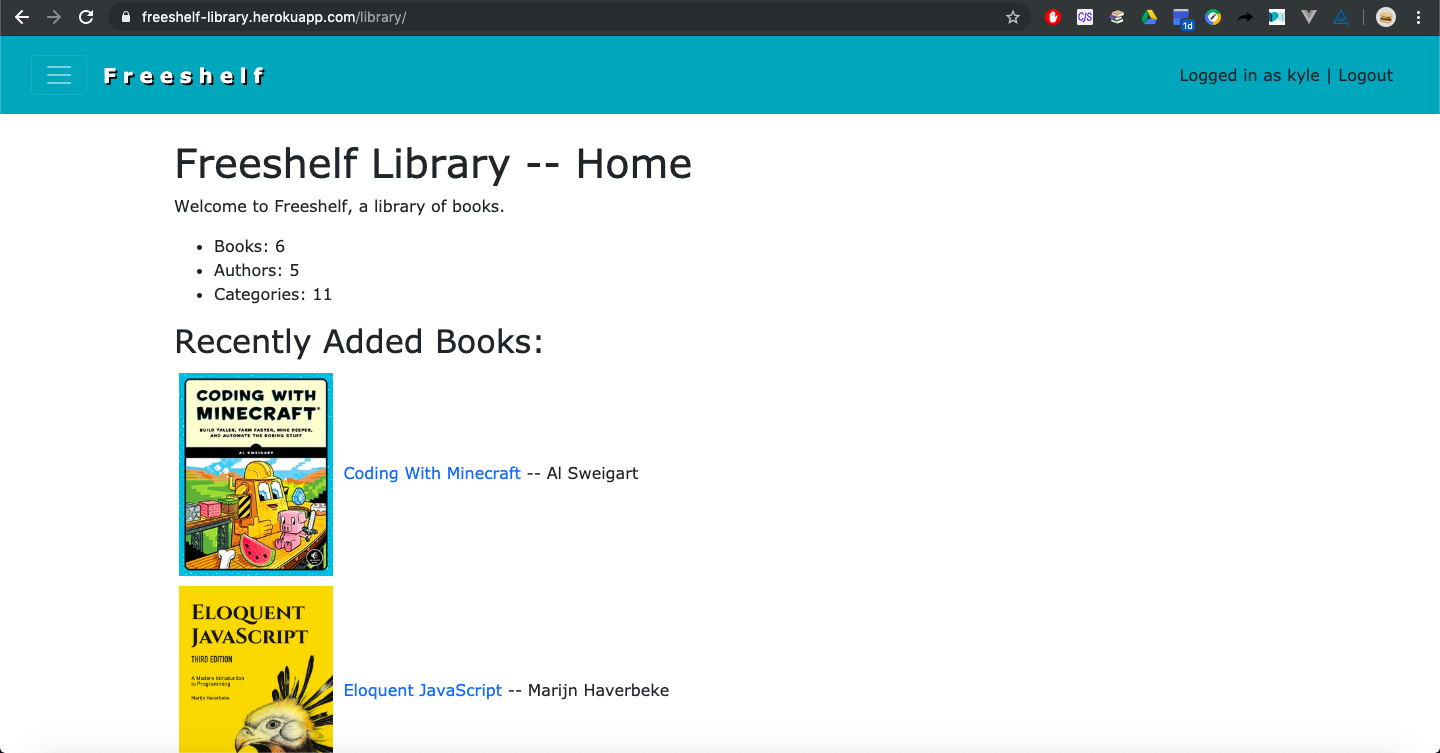 freeshelf-library.herokuapp.com/library/
1d
Freeshelf
Logged in as kyle | Logout
Freeshelf Library -- Home
Welcome to Freeshelf, a library of books.
• Books: 6
• Authors: 5
• Categories: 11
Recently Added Books:
CODING WITH
MINECRAFT®
BUILD TALLER, FARM FASTER, MINE DEEPER,
AND AUTOMATE THE BORING STUFF
AL SWEIGART
Coding With Minecraft -- Al Sweigart
ELOQUENT
JAVASCRIPT
THIRD EDITION
A Modern Introduction
to Programming
Marijn Haverbeke
Eloquent JavaScript -- Marijn Haverbeke